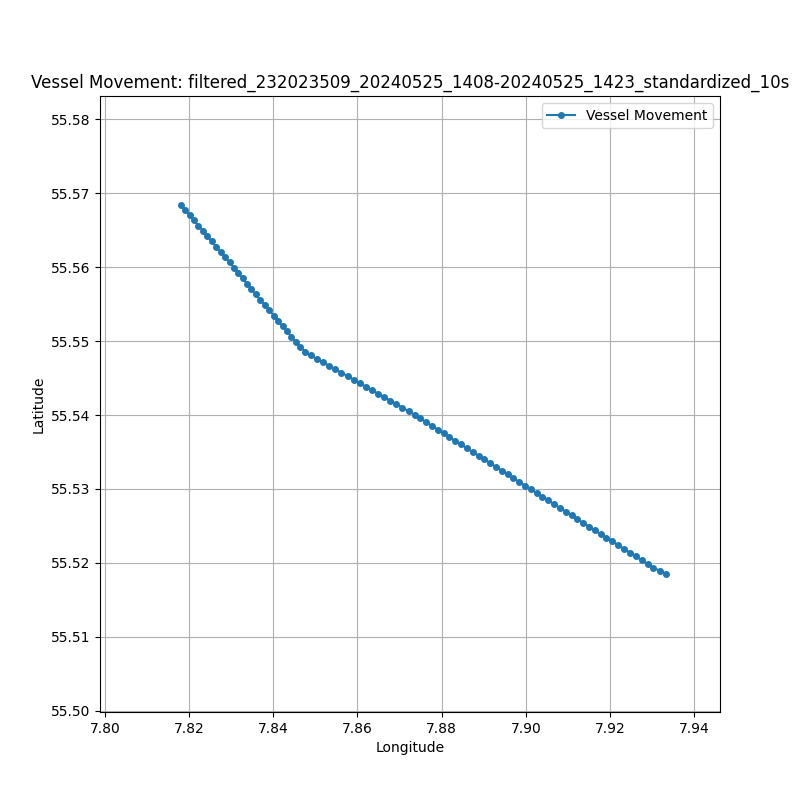 Vessel Movement: filtered_232023509_20240525_1408-20240525_1423_standardized_10s
Vessel Movement
55.58
55.57
55.56
55.55
55.54
55.53
55.52
55.51
55.50
Latitude
7.80 7.82 7.84 7.86 7.88 7.90 7.92 7.94
Longitude